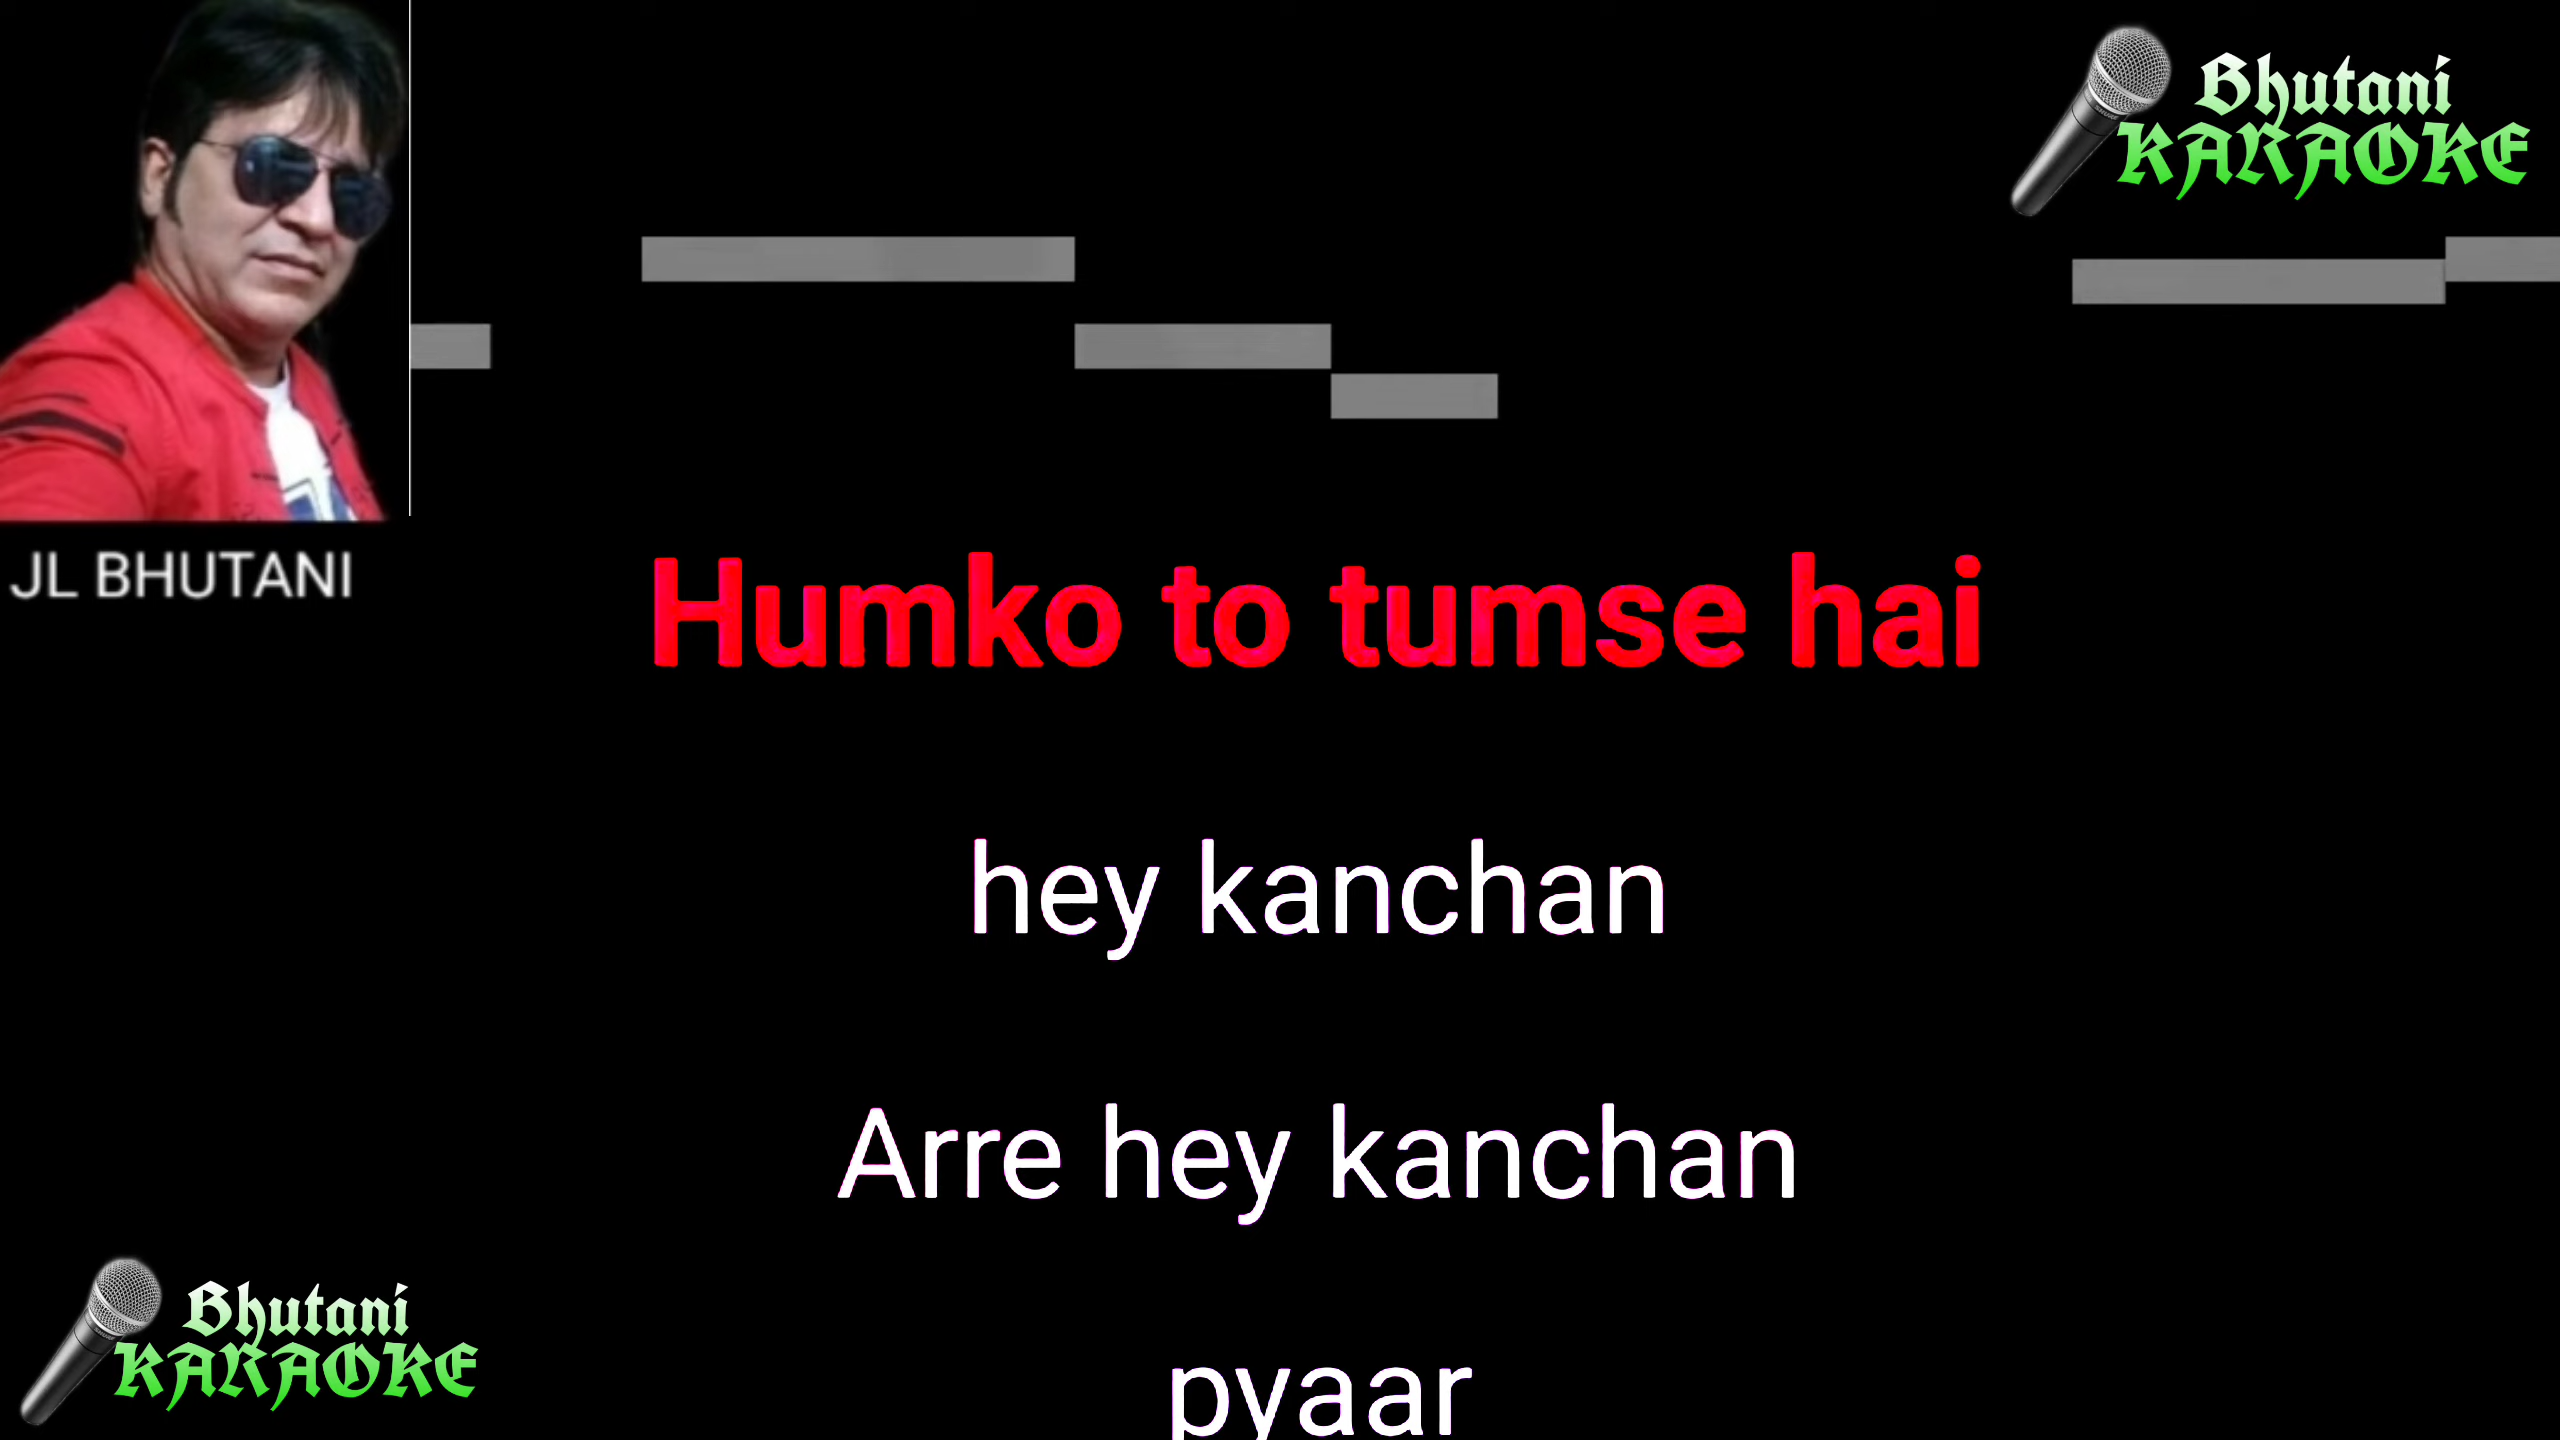 Bhutani
KARAOKE
JL BHUTANI
Humko to tumse hai
hey kanchan
Arre hey kanchan
pyaar
Bhutani
KARAOKE